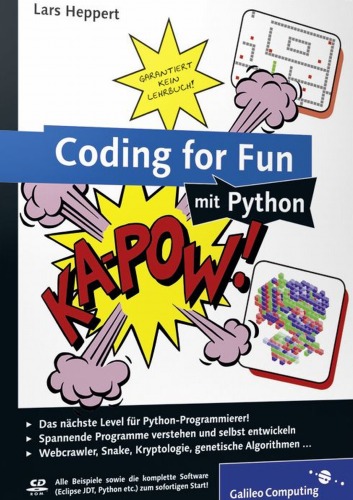 Lars Heppert
GARANTIERT
KEIN
LEHRBUCH!
Coding for Fun
mit Python
KA-POW!!
Das nächste Level für Python-Programmierer!
Spannende Programme verstehen und selbst entwickeln
Webcrawler, Snake, Kryptologie, genetische Algorithmen ...
CD
ROM
Alle Beispiele sowie die komplette Software
(Eclipse JDT, Python etc.) zum sofortigen Start!
Galileo Computing